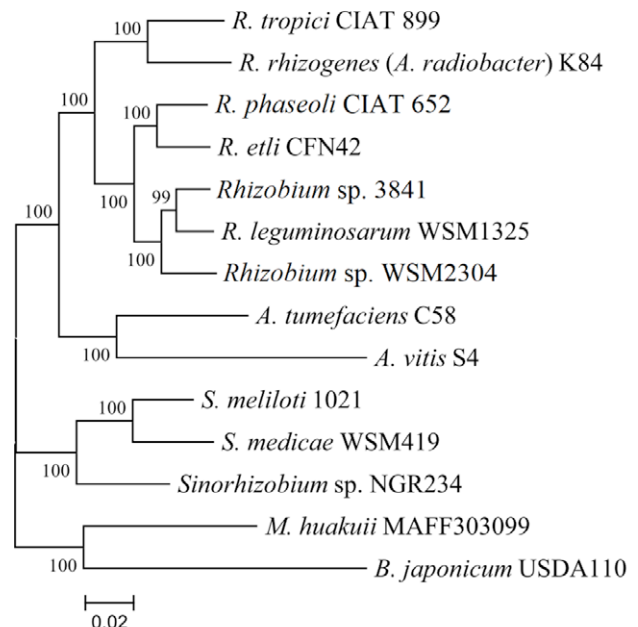 R. tropici CIAT 899
100
R. rhizogenes (A. radiobacter) K84
100
R. phaseoli CIAT 652
100
R. etli CFN42
100
Rhizobium sp. 3841
99
100
R. leguminosarum WSM1325
100
Rhizobium sp. WSM2304
A. tumefaciens C58
100
A. vitis S4
S. meliloti 1021
100
S. medicae WSM419
100
Sinorhizobium sp. NGR234
M. huakuii MAFF303099
100
B. japonicum USDA110
0.02